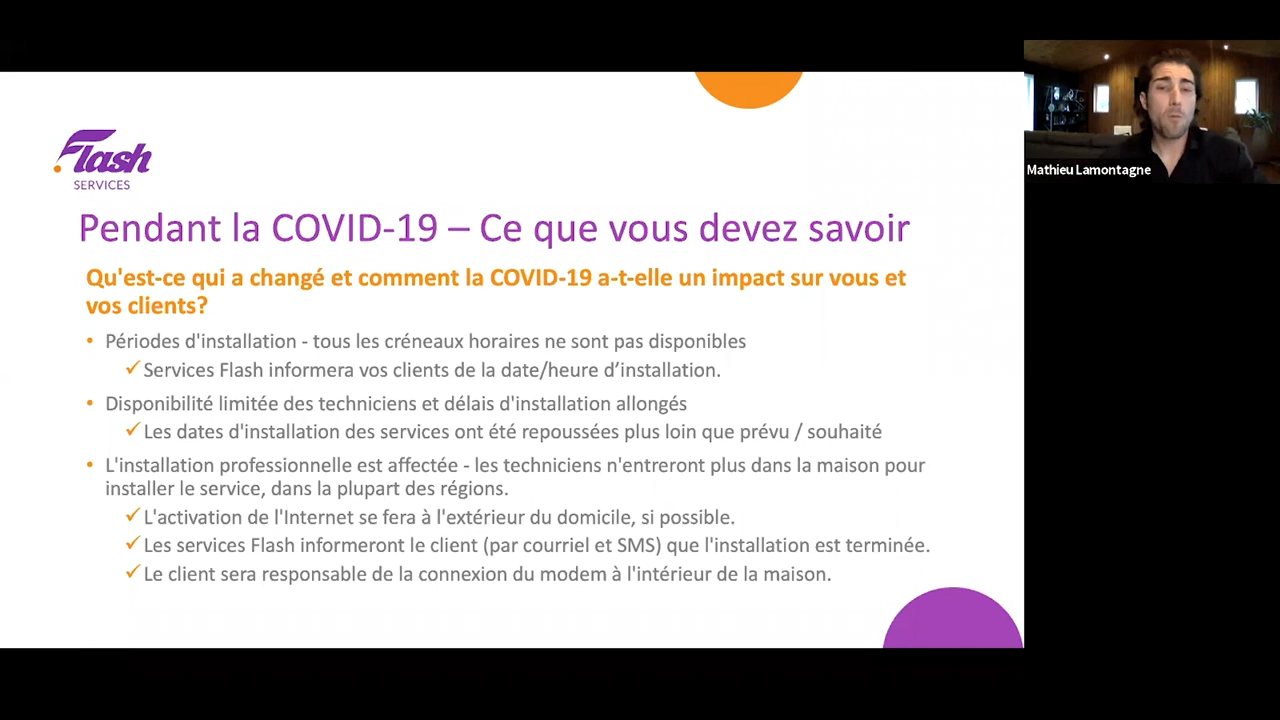 Flash
SERVICES
Pendant la COVID-19 – Ce que vous devez savoir
Qu'est-ce qui a changé et comment la COVID-19 a-t-elle un impact sur vous et
vos clients?
• Périodes d'installation - tous les créneaux horaires ne sont pas disponibles
✓Services Flash informera vos clients de la date/heure d’installation.
• Disponibilité limitée des techniciens et délais d'installation allongés
✓Les dates d'installation des services ont été repoussées plus loin que prévu / souhaité
• L'installation professionnelle est affectée - les techniciens n'entreront plus dans la maison pour
installer le service, dans la plupart des régions.
✓L'activation de l'Internet se fera à l'extérieur du domicile, si possible.
✓Les services Flash informeront le client (par courriel et SMS) que l'installation est terminée.
✓Le client sera responsable de la connexion du modem à l'intérieur de la maison.
Mathieu Lamontagne